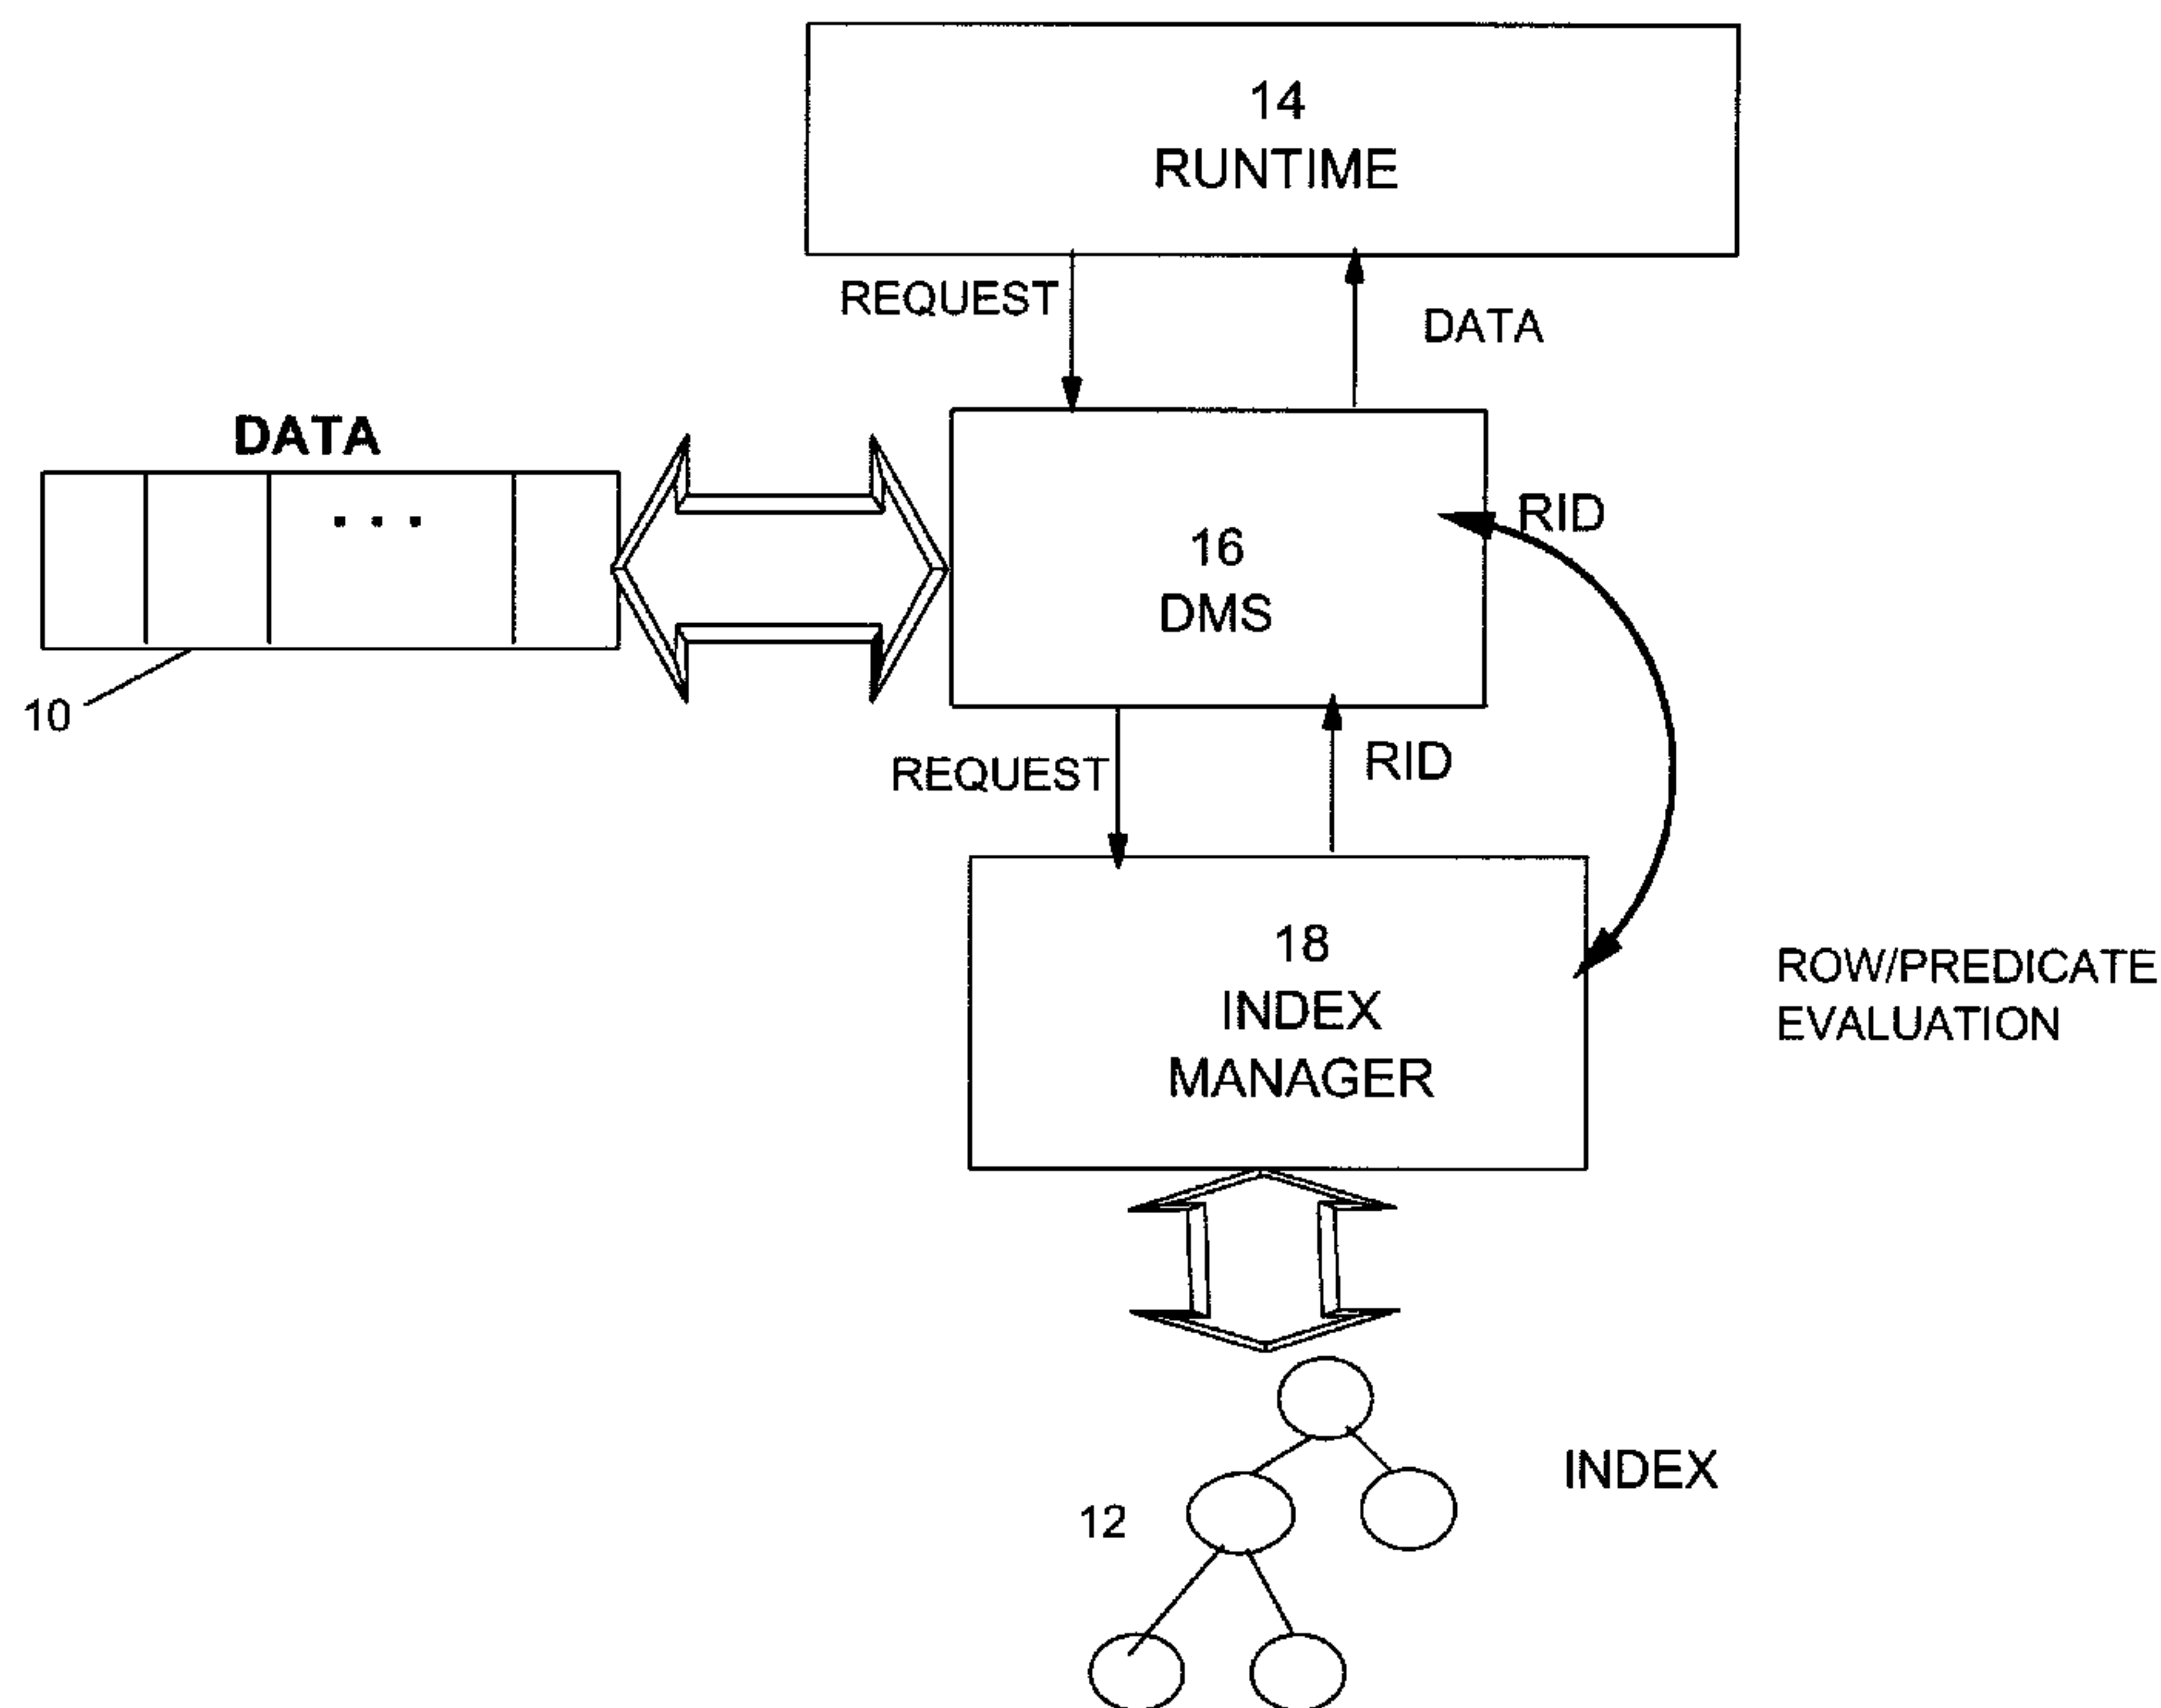 14
RUNTIME
REQUEST
DATA
DATA
...
10
16
DMS
RID
REQUEST
RID
18
INDEX
MANAGER
ROW/PREDICATE
EVALUATION
12
INDEX